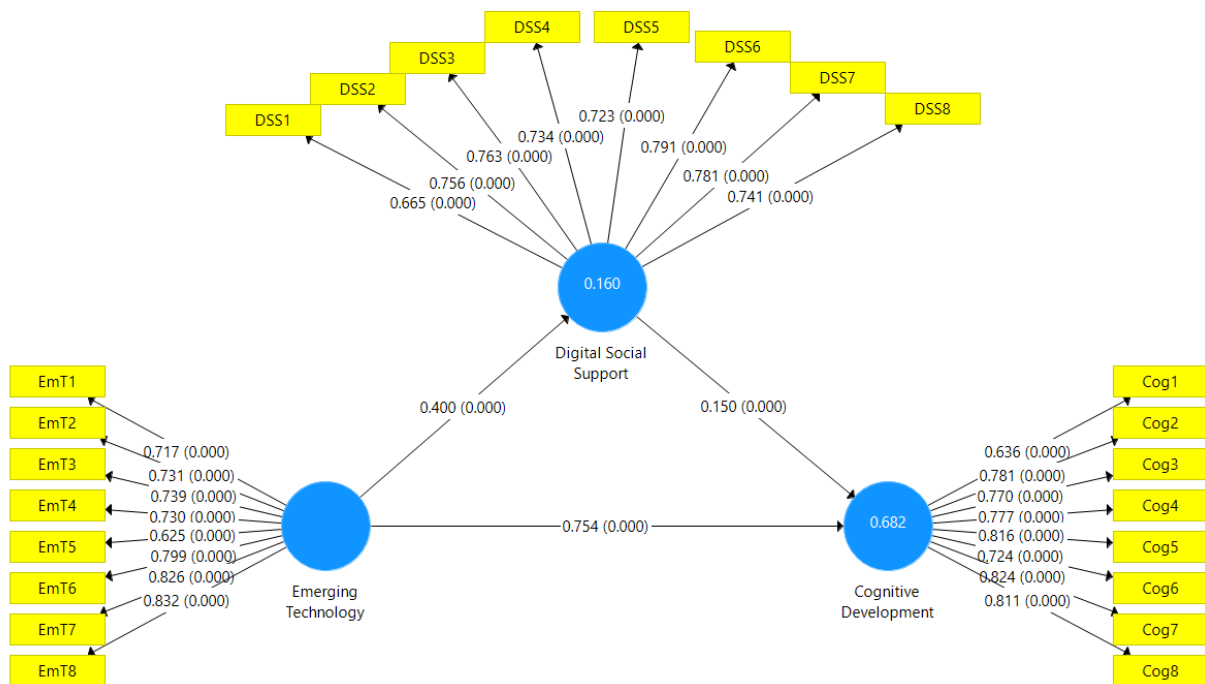 DSS4
DSS5
DSS6
DSS3
DSS7
DSS2
DSS8
DSS1
0.723 (0.000)
0.734 (0.000)
0.791 (0.000)
0.763 (0.000)
0.781 (0.000)
0.756 (0.000)
0.741 (0.000)
0.665 (0.000)
0.160
Digital Social
Support
EmT1
EmT2
EmT3
EmT4
EmT5
EmT6
EmT7
EmT8
0.717 (0.000)
0.731 (0.000)
0.739 (0.000)
0.730 (0.000)
0.625 (0.000)
0.799 (0.000)
0.826 (0.000)
0.832 (0.000)
0.400 (0.000)
0.150 (0.000)
0.754 (0.000)
Emerging
Technology
0.682
Cognitive
Development
0.636 (0.000)
0.781 (0.000)
0.770 (0.000)
0.777 (0.000)
0.816 (0.000)
0.724 (0.000)
0.824 (0.000)
0.811 (0.000)
Cog1
Cog2
Cog3
Cog4
Cog5
Cog6
Cog7
Cog8